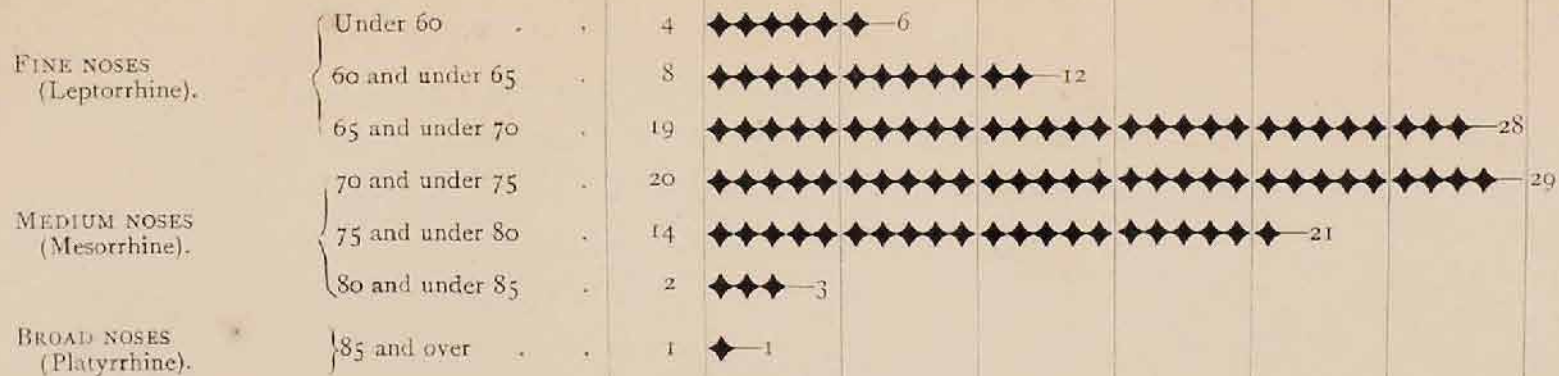 Under 60 . . 4 6
FINE NOSES
(Leptorrhine).
60 and under 65 . 8 12
65 and under 70 . 19 28
70 and under 75 . 20 29
MEDIUM NOSES
(Mesorrhine).
75 and under 80 . 14 21
80 and under 85 . 2 3
BROAD NOSES
(Platyrrhine).
85 and over . . 1 1